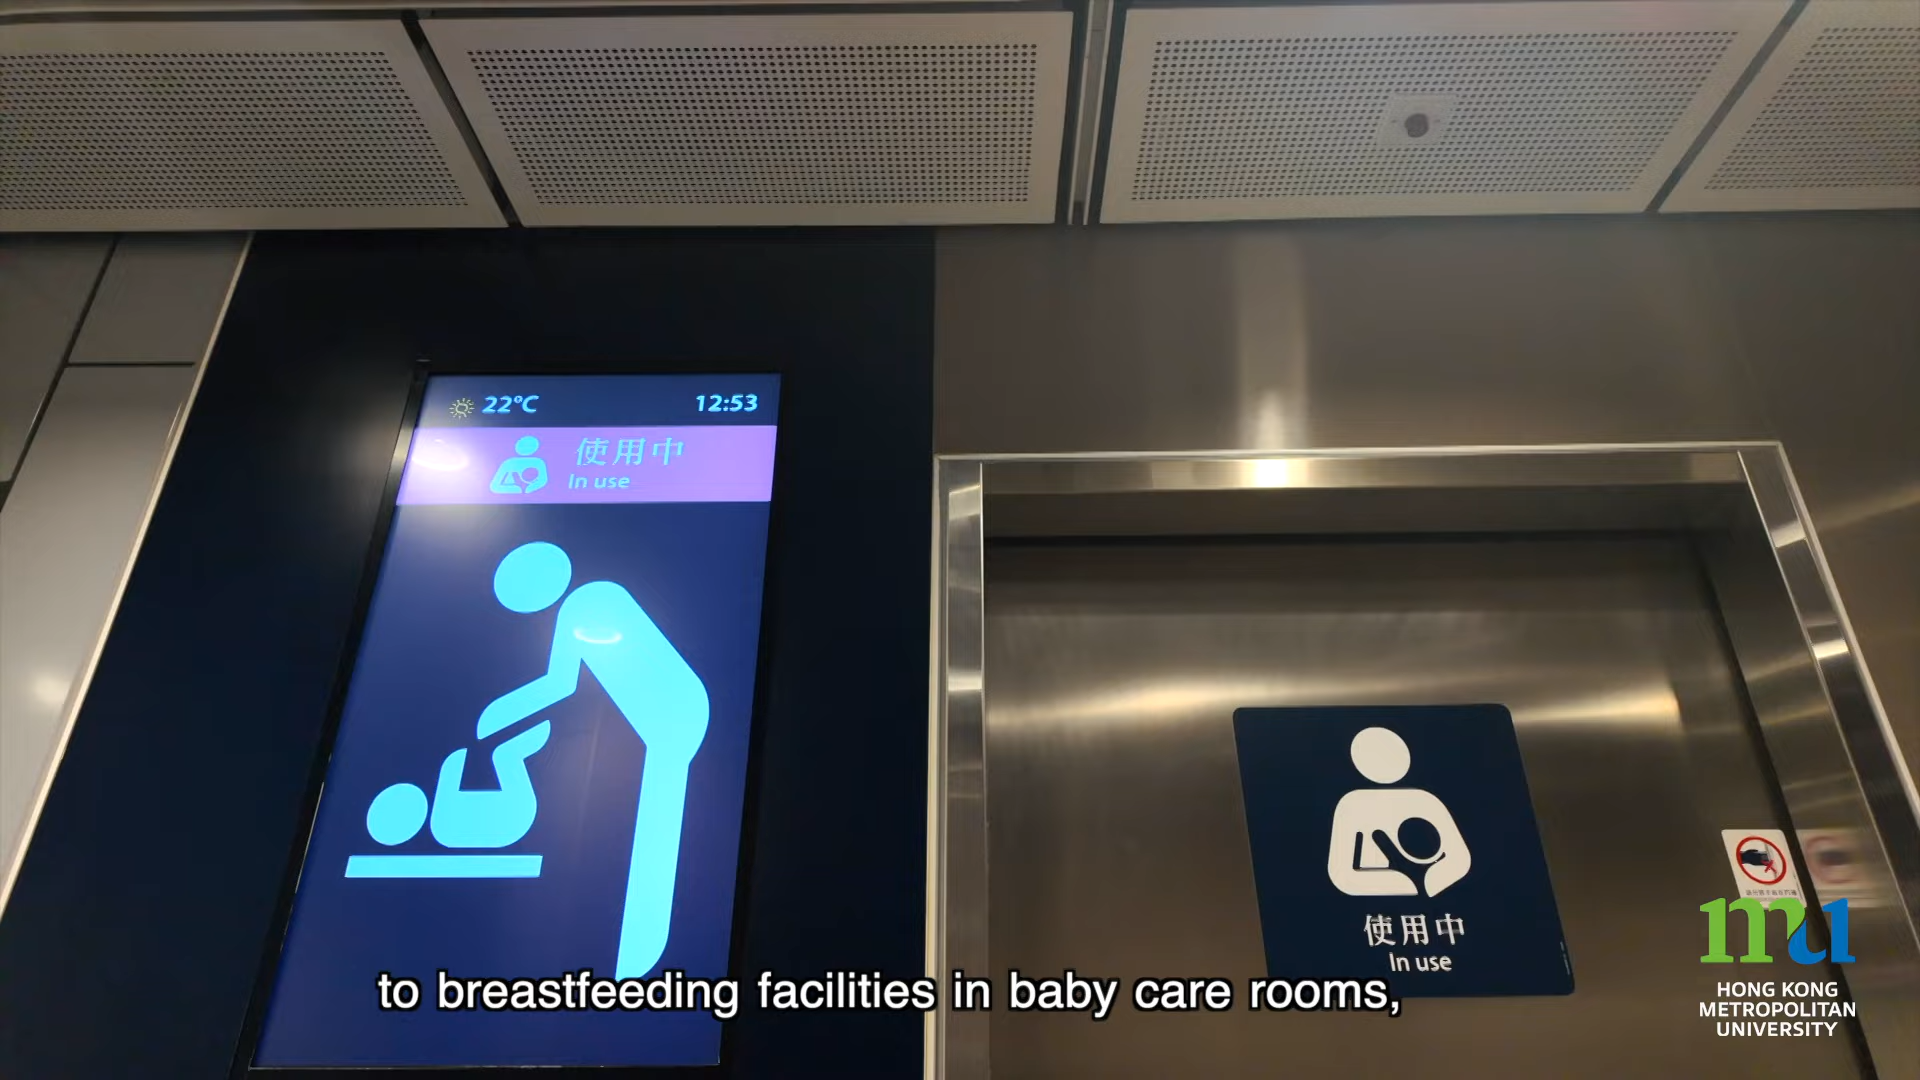 22°C
12:53
使用中
In use
使用中
In use
to breastfeeding facilities in baby care rooms,
mu
HONG KONG
METROPOLITAN
UNIVERSITY